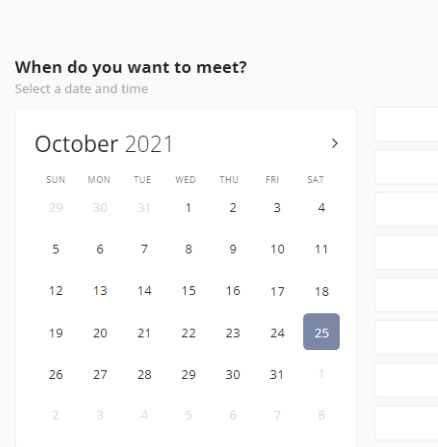 When do you want to meet?
Select a date and time
October 2021
SUN MON TUE WED THU FRI SAT
29 30 31 1 2 3 4
5 6 7 8 9 10 11
12 13 14 15 16 17 18
19 20 21 22 23 24 25
26 27 28 29 30 31 1
2 3 4 5 6 7 8